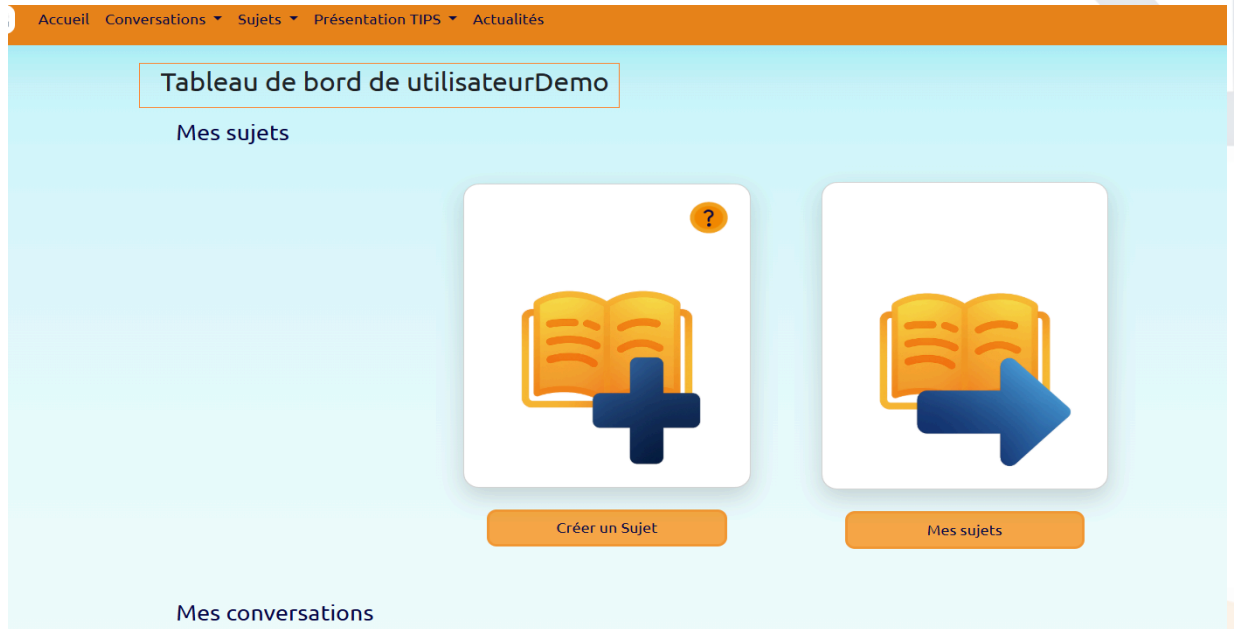 Accueil Conversations Sujets Présentation TIPS Actualités
Tableau de bord de utilisateurDemo
Mes sujets
?
Créer un Sujet
Mes sujets
Mes conversations